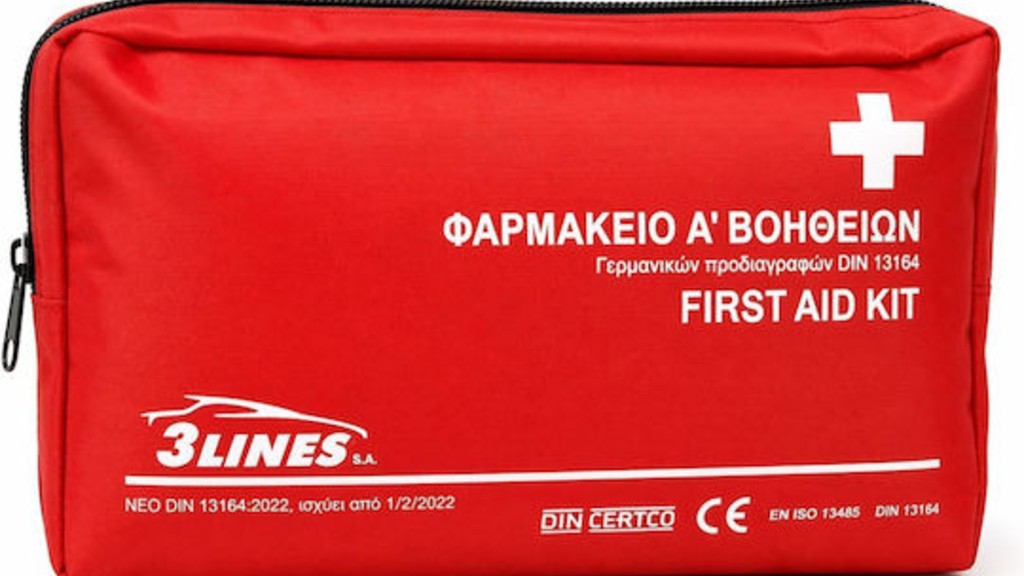 ΦΑΡΜΑΚΕΙΟ Α' ΒΟΗΘΕΙΩΝ
Γερμανικών προδιαγραφών DIN 13164
FIRST AID KIT
3LINES S.A.
ΝΕΟ DIN 13164:2022, ισχύει από 1/2/2022
DIN CERTCO CE EN ISO 13485 DIN 13164